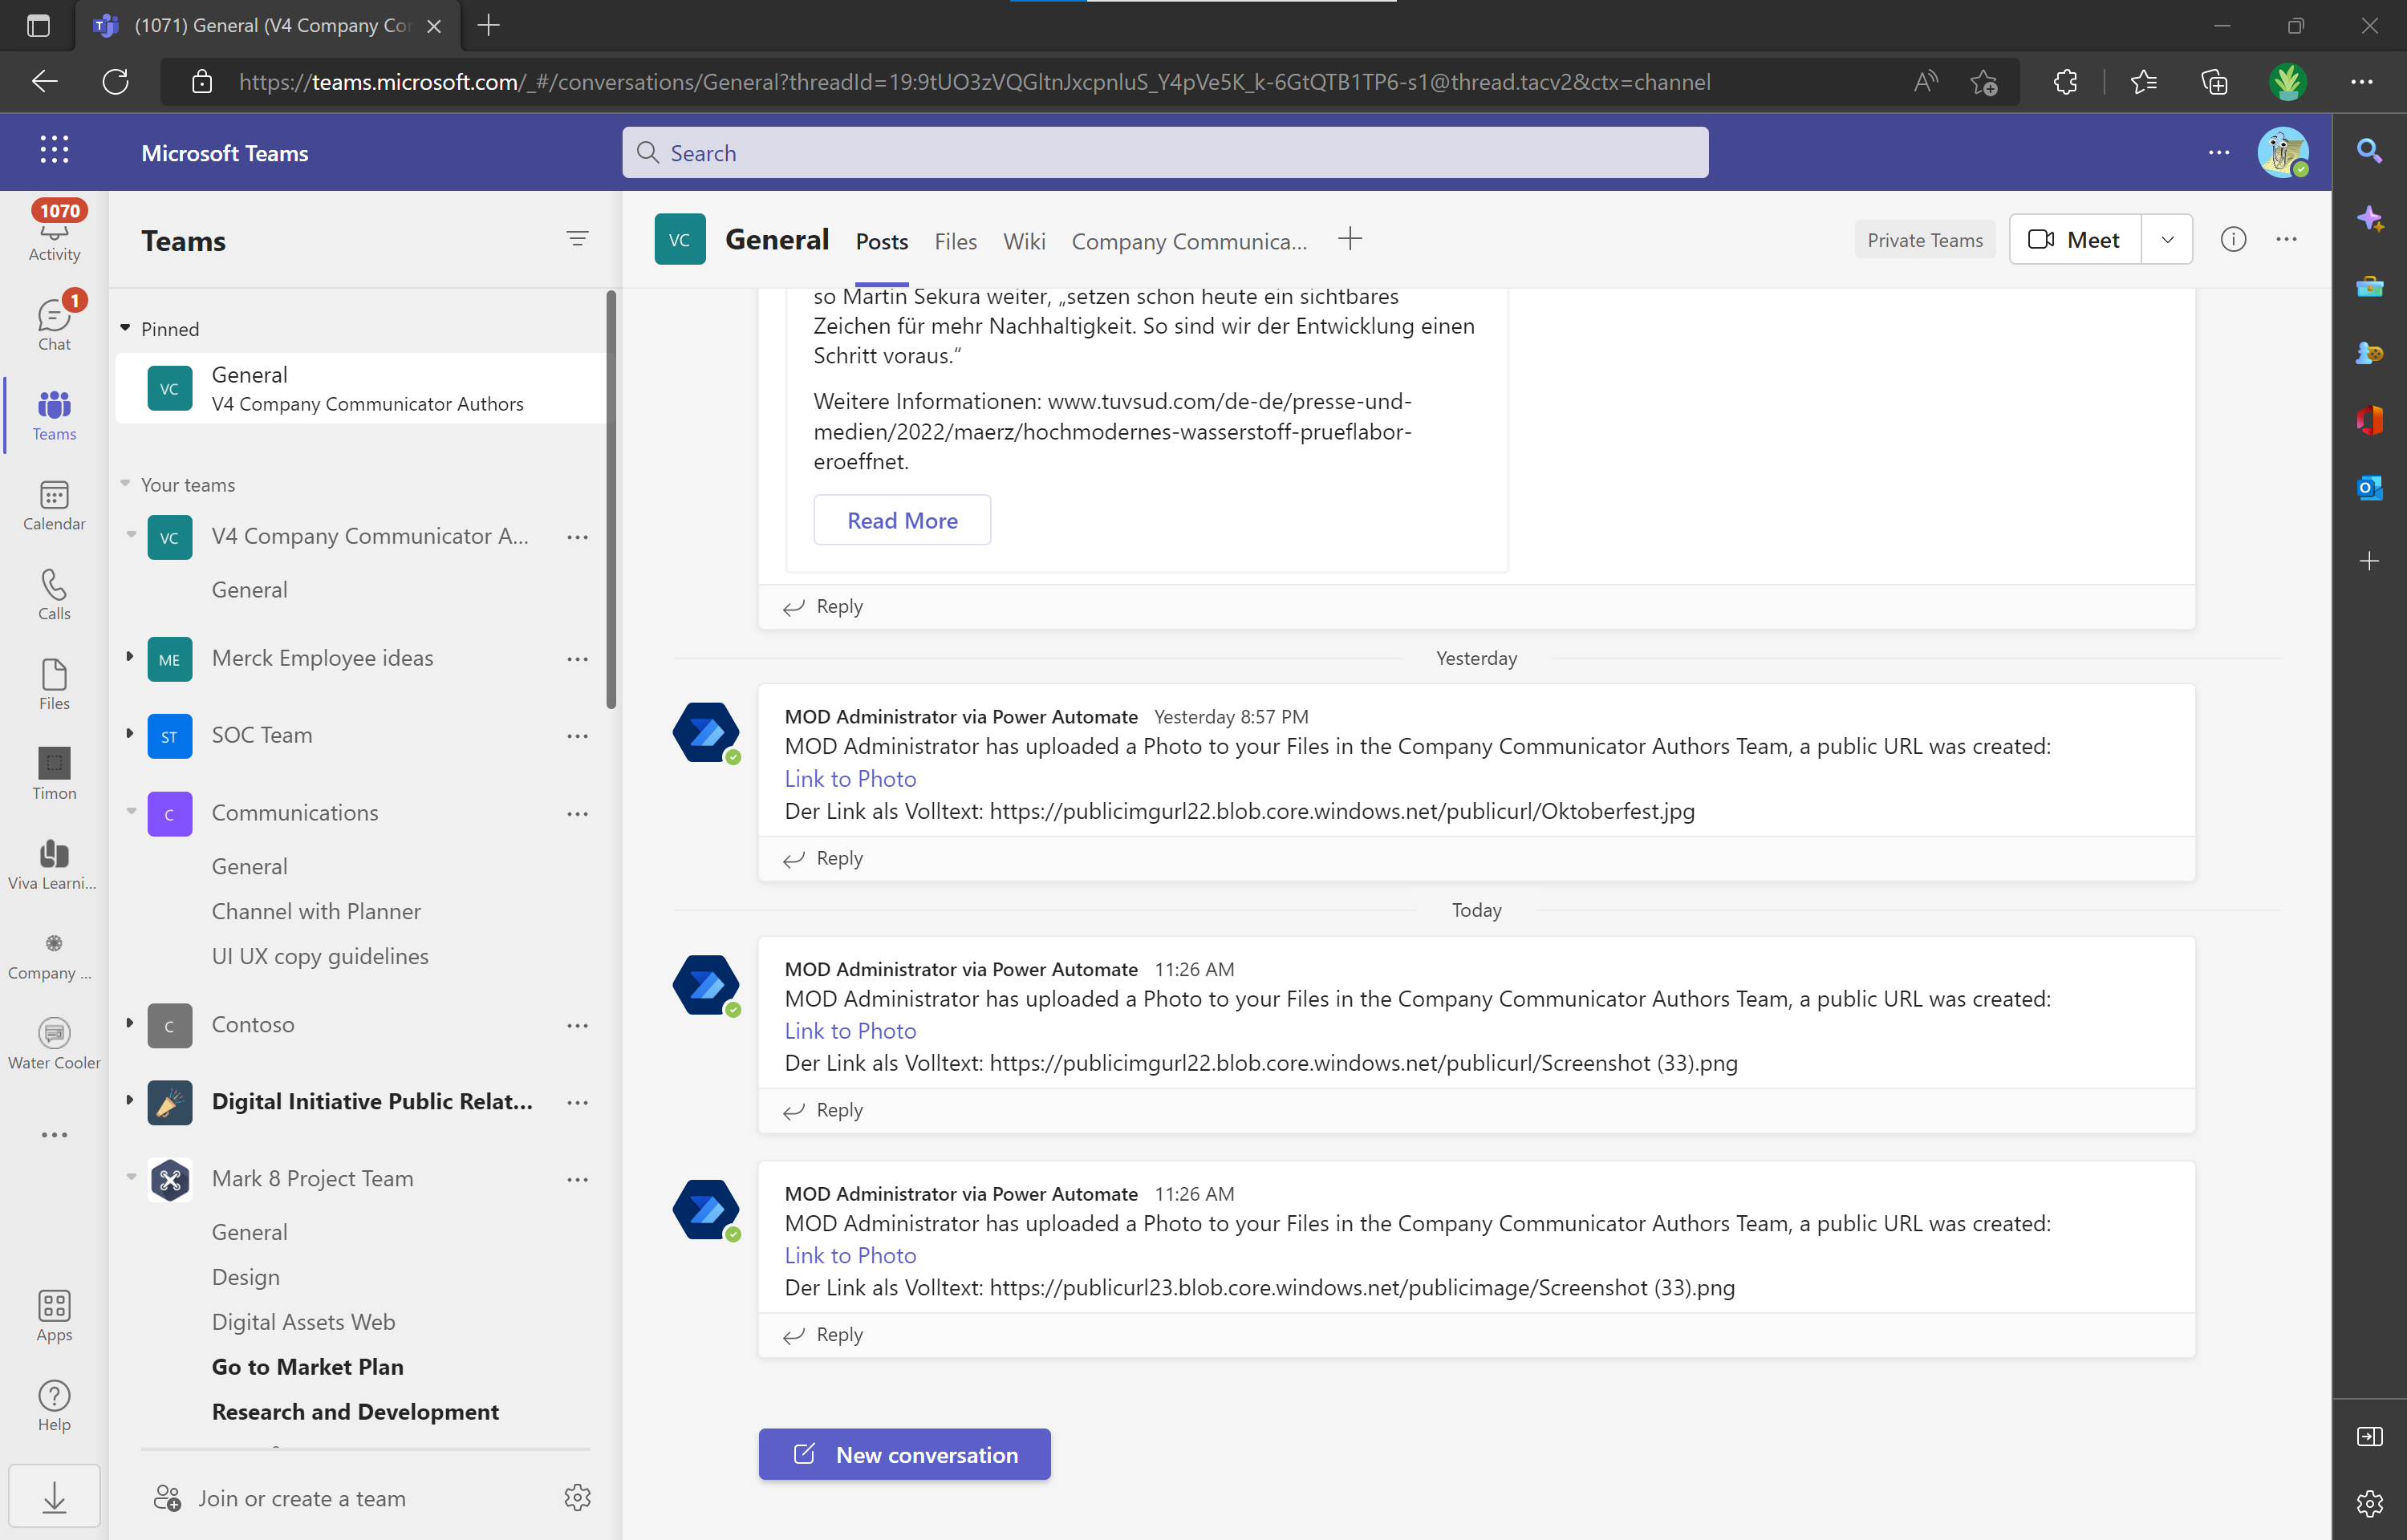 (1071) General (V4 Company Co
https://teams.microsoft.com/_#/conversations/General?threadId=19:9tUO3zVQGltnJxcpnluS_Y4pVe5K_k-6GtQTB1TP6-s1@thread.tacv2&ctx=channel
Microsoft Teams
Search
1070
Activity
1
Chat
Teams
Calendar
Calls
Files
Timon
Viva Learni...
Company ...
Water Cooler
Apps
Help
Teams
Pinned
VC
General
V4 Company Communicator Authors
Your teams
VC
V4 Company Communicator A...
General
ME
Merck Employee ideas
ST
SOC Team
C
Communications
General
Channel with Planner
UI UX copy guidelines
C
Contoso
Digital Initiative Public Relat...
Mark 8 Project Team
General
Design
Digital Assets Web
Go to Market Plan
Research and Development
Join or create a team
VC
General
Posts
Files
Wiki
Company Communica...
Private Teams
Meet
so Martin Sekura weiter, „setzen schon heute ein sichtbares
Zeichen für mehr Nachhaltigkeit. So sind wir der Entwicklung einen
Schritt voraus.“
Weitere Informationen: www.tuvsud.com/de-de/presse-und-
medien/2022/maerz/hochmodernes-wasserstoff-prueflabor-
eroeffnet.
Read More
Reply
Yesterday
MOD Administrator via Power Automate Yesterday 8:57 PM
MOD Administrator has uploaded a Photo to your Files in the Company Communicator Authors Team, a public URL was created:
Link to Photo
Der Link als Volltext: https://publicimgurl22.blob.core.windows.net/publicurl/Oktoberfest.jpg
Reply
Today
MOD Administrator via Power Automate 11:26 AM
MOD Administrator has uploaded a Photo to your Files in the Company Communicator Authors Team, a public URL was created:
Link to Photo
Der Link als Volltext: https://publicimgurl22.blob.core.windows.net/publicurl/Screenshot (33).png
Reply
MOD Administrator via Power Automate 11:26 AM
MOD Administrator has uploaded a Photo to your Files in the Company Communicator Authors Team, a public URL was created:
Link to Photo
Der Link als Volltext: https://publicurl23.blob.core.windows.net/publicimage/Screenshot (33).png
Reply
New conversation